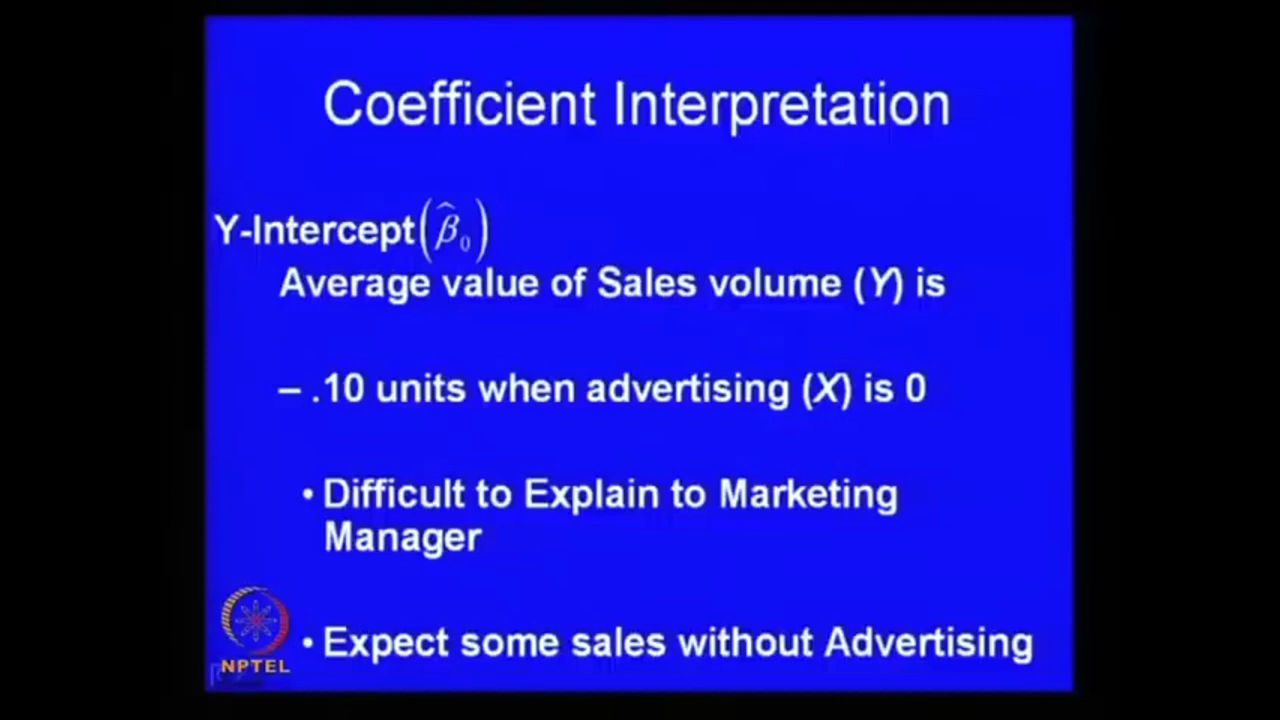 Coefficient Interpretation
Y-Intercept(β̂₀)
Average value of Sales volume (Y) is
– .10 units when advertising (X) is 0
• Difficult to Explain to Marketing
Manager
• Expect some sales without Advertising
NPTEL